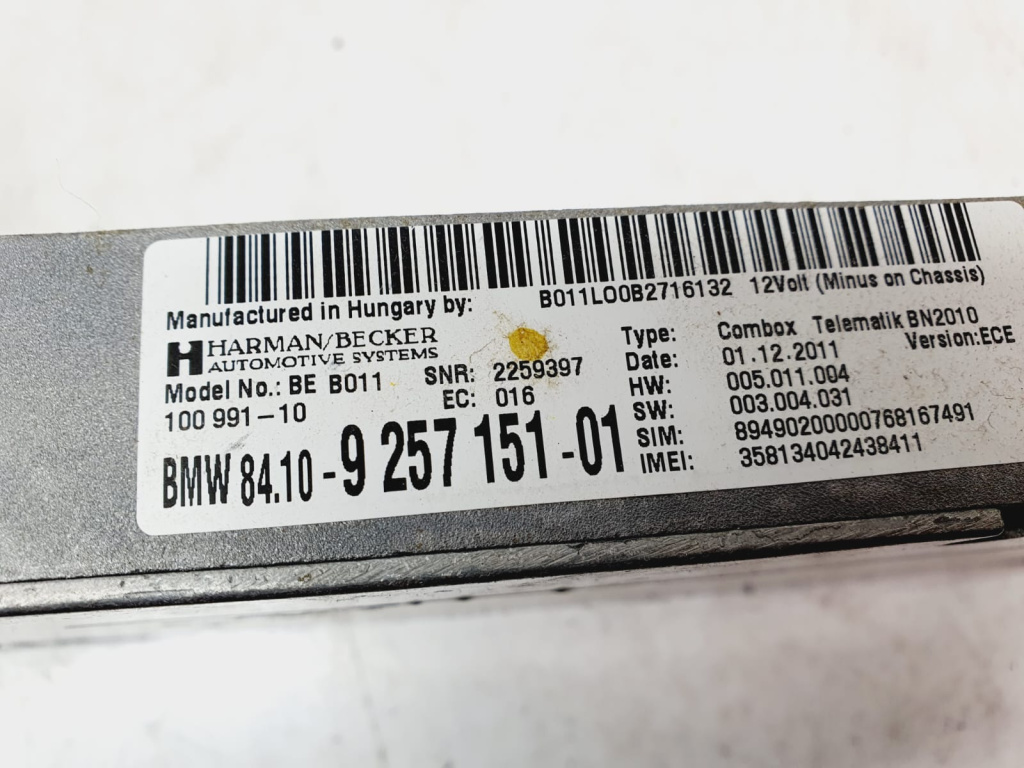 B011L00B2716132 12Volt (Minus on Chassis)
Manufactured in Hungary by:
HARMAN/BECKER
AUTOMOTIVE SYSTEMS
Model No.: BE B011 SNR: 2259397
100 991-10 EC: 016
BMW 84.10 - 9 257 151 - 01
Type: Combox Telematik BN2010
Date: 01.12.2011 Version: ECE
HW: 005.011.004
SW: 003.004.031
SIM: 89490200000768167491
IMEI: 358134042438411